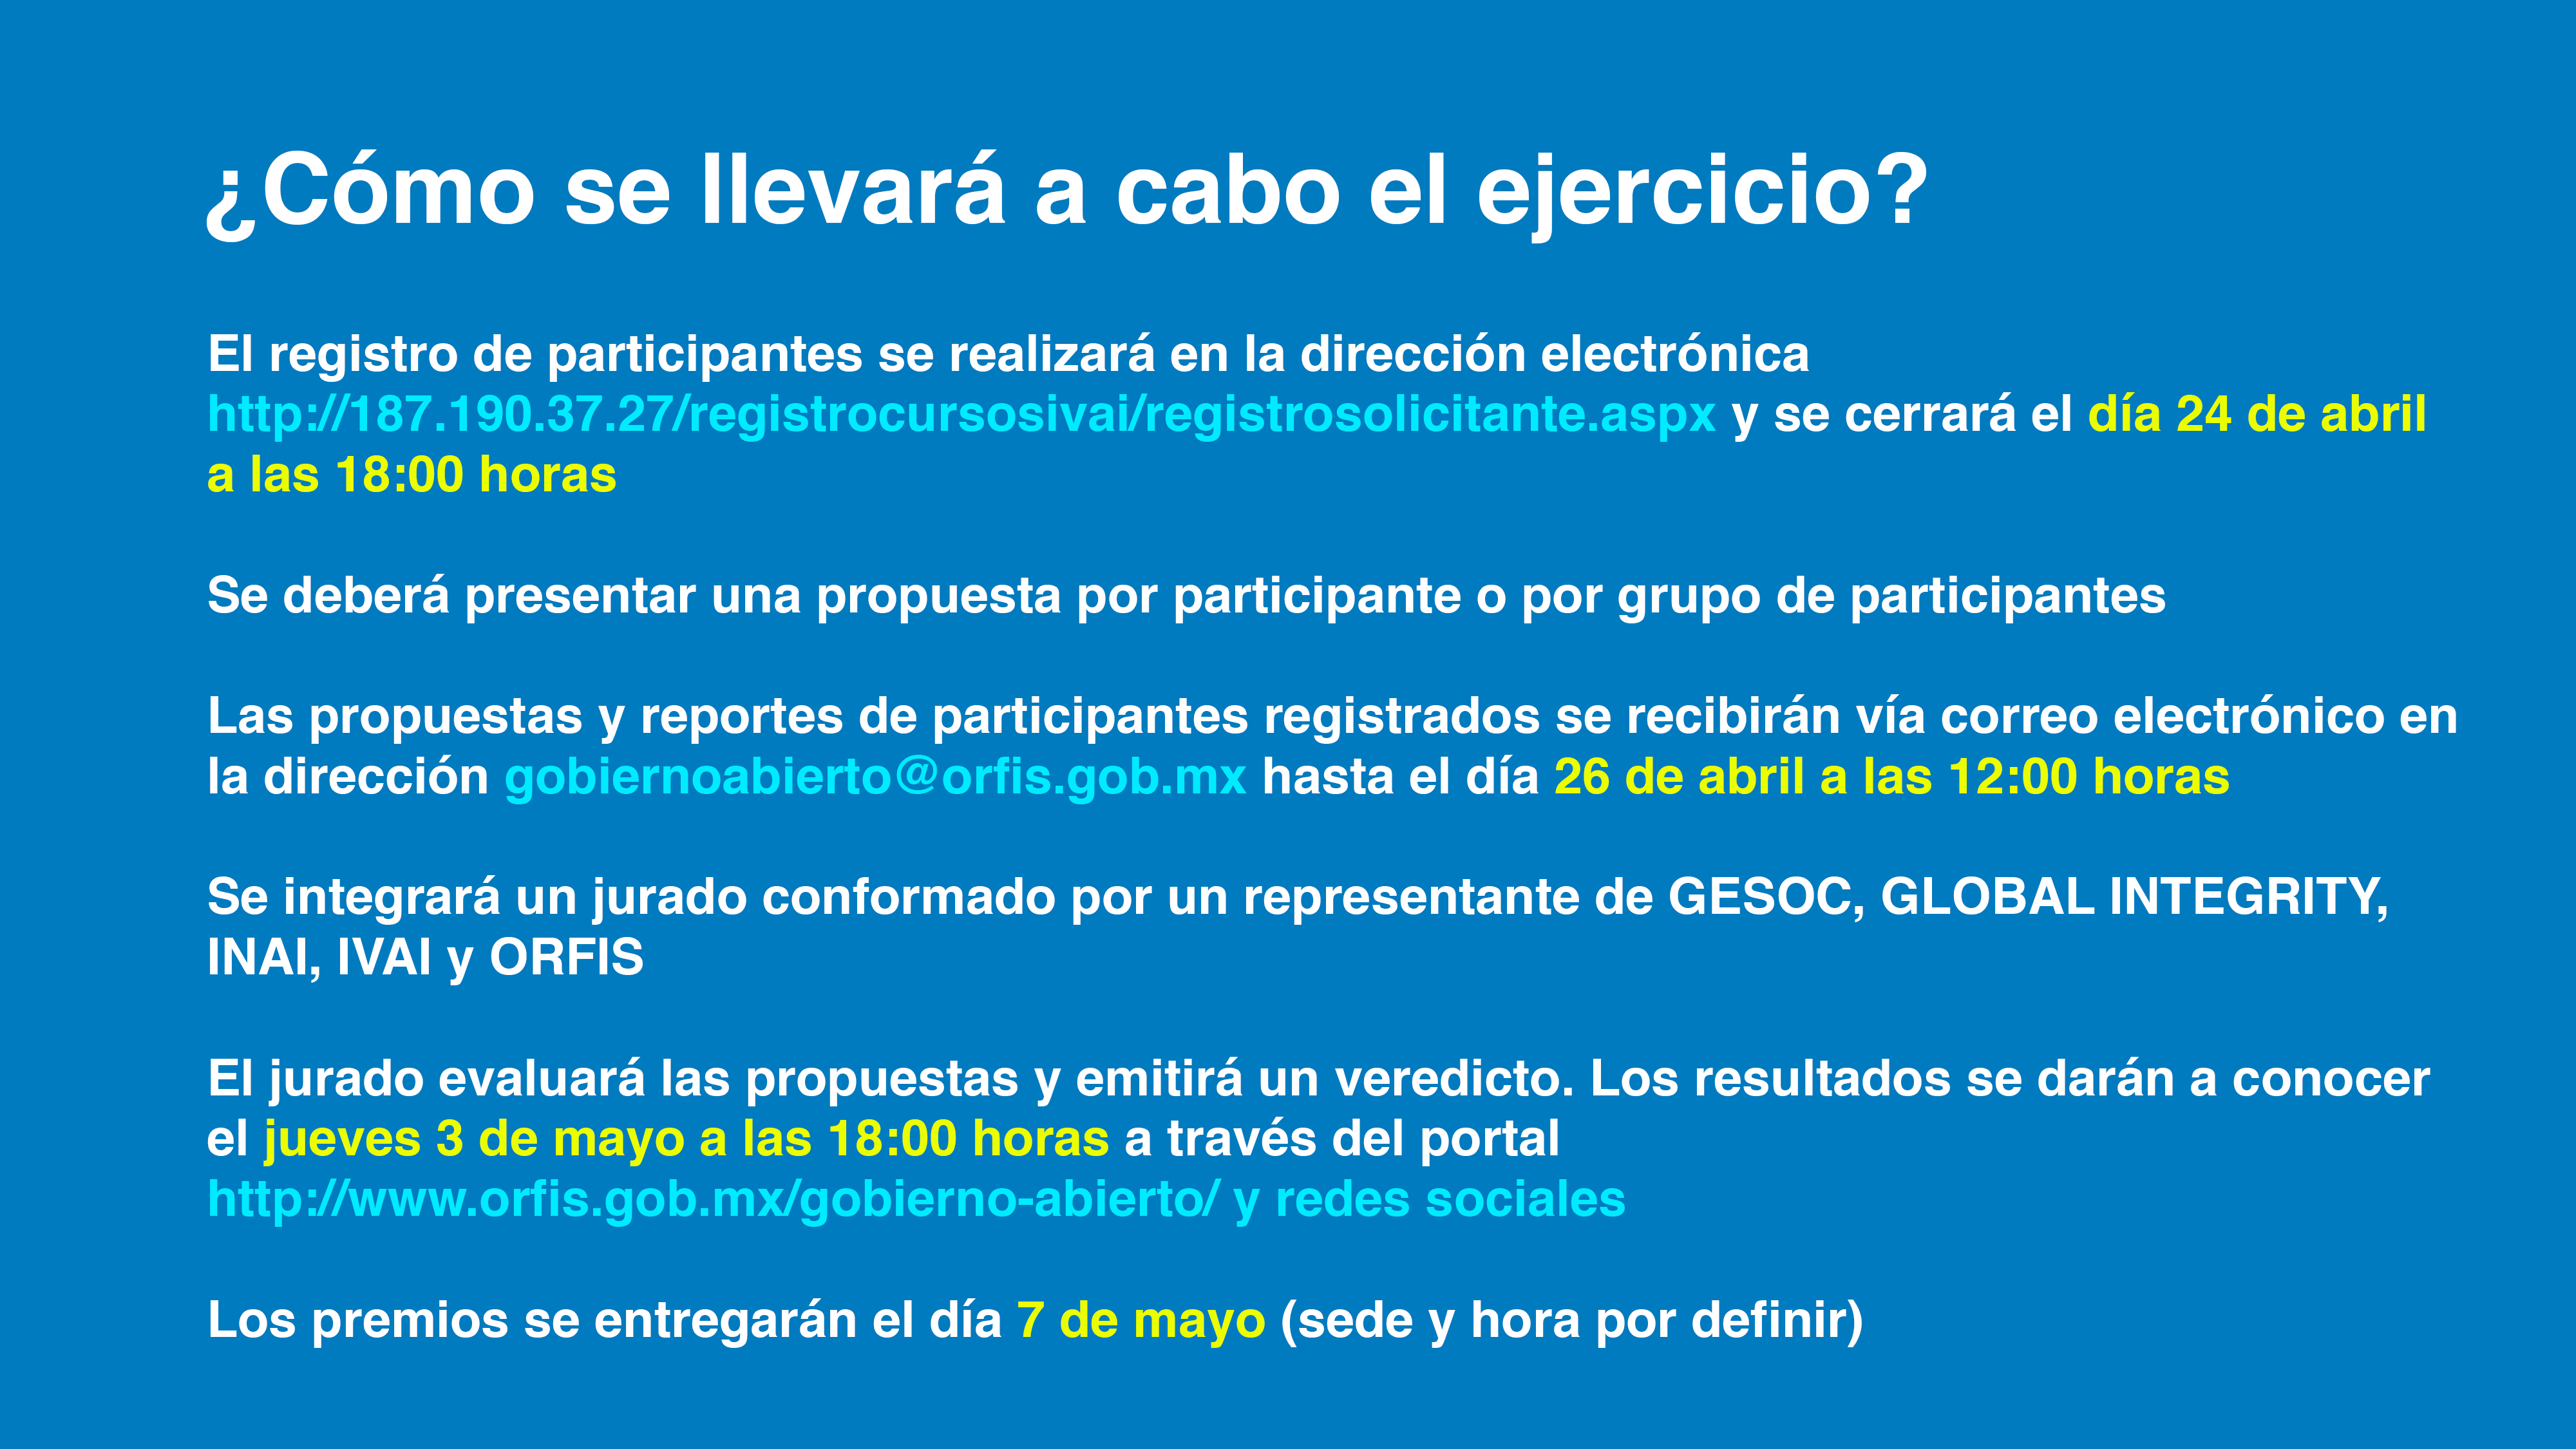 ¿Cómo se llevará a cabo el ejercicio?
El registro de participantes se realizará en la dirección electrónica
http://187.190.37.27/registrocursosivai/registrosolicitante.aspx y se cerrará el día 24 de abril
a las 18:00 horas
Se deberá presentar una propuesta por participante o por grupo de participantes
Las propuestas y reportes de participantes registrados se recibirán vía correo electrónico en
la dirección gobiernoabierto@orfis.gob.mx hasta el día 26 de abril a las 12:00 horas
Se integrará un jurado conformado por un representante de GESOC, GLOBAL INTEGRITY,
INAI, IVAI y ORFIS
El jurado evaluará las propuestas y emitirá un veredicto. Los resultados se darán a conocer
el jueves 3 de mayo a las 18:00 horas a través del portal
http://www.orfis.gob.mx/gobierno-abierto/ y redes sociales
Los premios se entregarán el día 7 de mayo (sede y hora por definir)